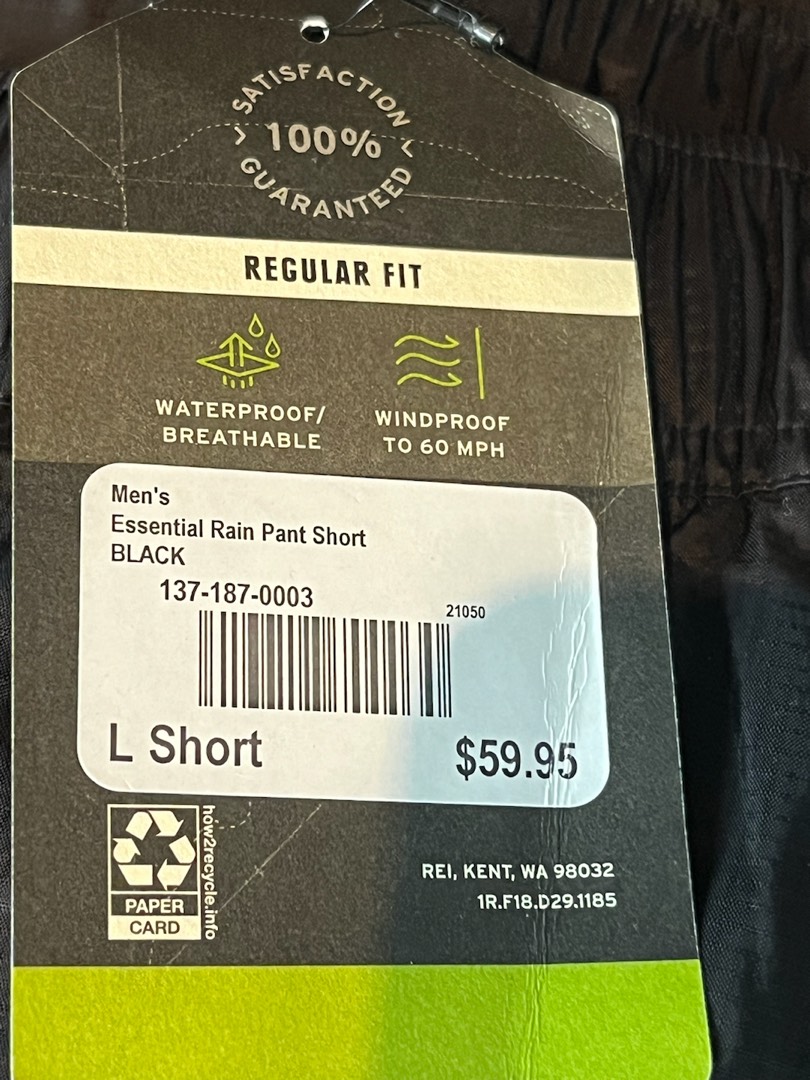 SATISFACTION
100%
GUARANTEED
REGULAR FIT
WATERPROOF/
BREATHABLE
WINDPROOF
TO 60 MPH
Men's
Essential Rain Pant Short
BLACK
137-187-0003
21050
L Short
$59.95
how2recycle.info
PAPER
CARD
REI, KENT, WA 98032
1R.F18.D29.1185